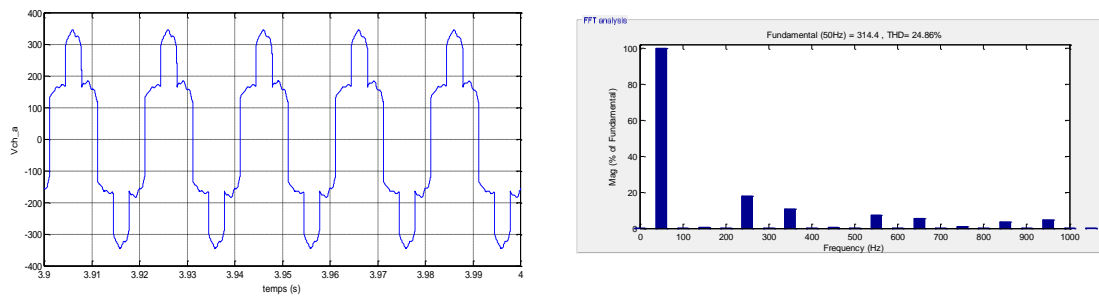 400
300
200
100
0
-100
-200
-300
-400
Vch_a
3.9 3.91 3.92 3.93 3.94 3.95 3.96 3.97 3.98 3.99 4
temps (s)
FFT analysis
Fundamental (50Hz) = 314.4 , THD= 24.86%
100
80
60
40
20
0
Mag (% of Fundamental)
0 100 200 300 400 500 600 700 800 900 1000
Frequency (Hz)